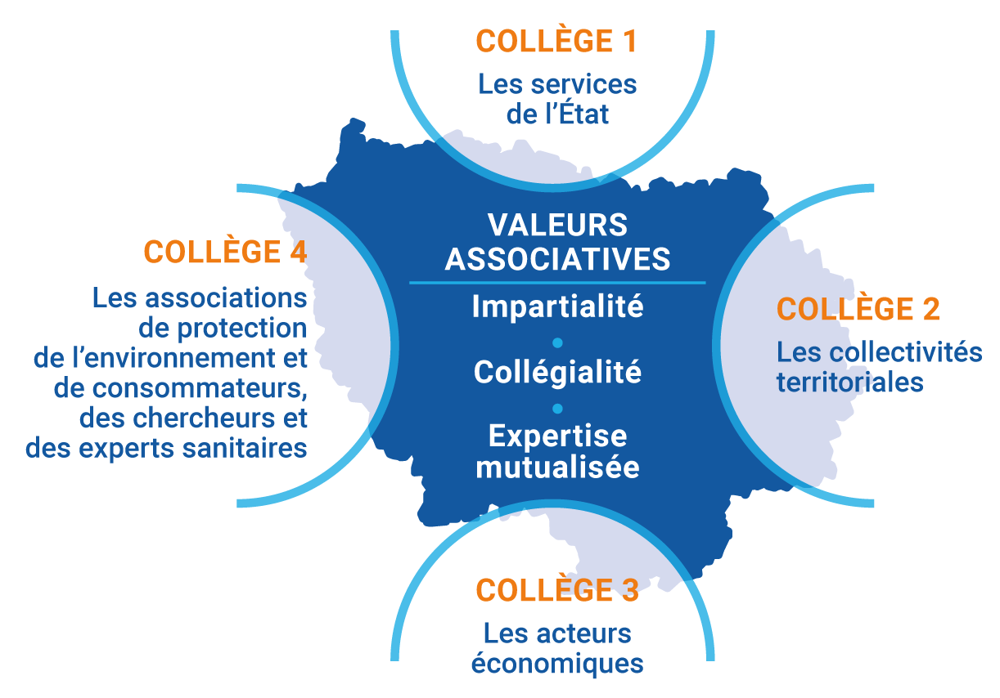 COLLÈGE 1
Les services
de l'État
VALEURS
ASSOCIATIVES
Impartialité
•
Collégialité
•
Expertise
mutualisée
COLLÈGE 2
Les collectivités
territoriales
COLLÈGE 3
Les acteurs
économiques
COLLÈGE 4
Les associations
de protection
de l'environnement et
de consommateurs,
des chercheurs et
des experts sanitaires